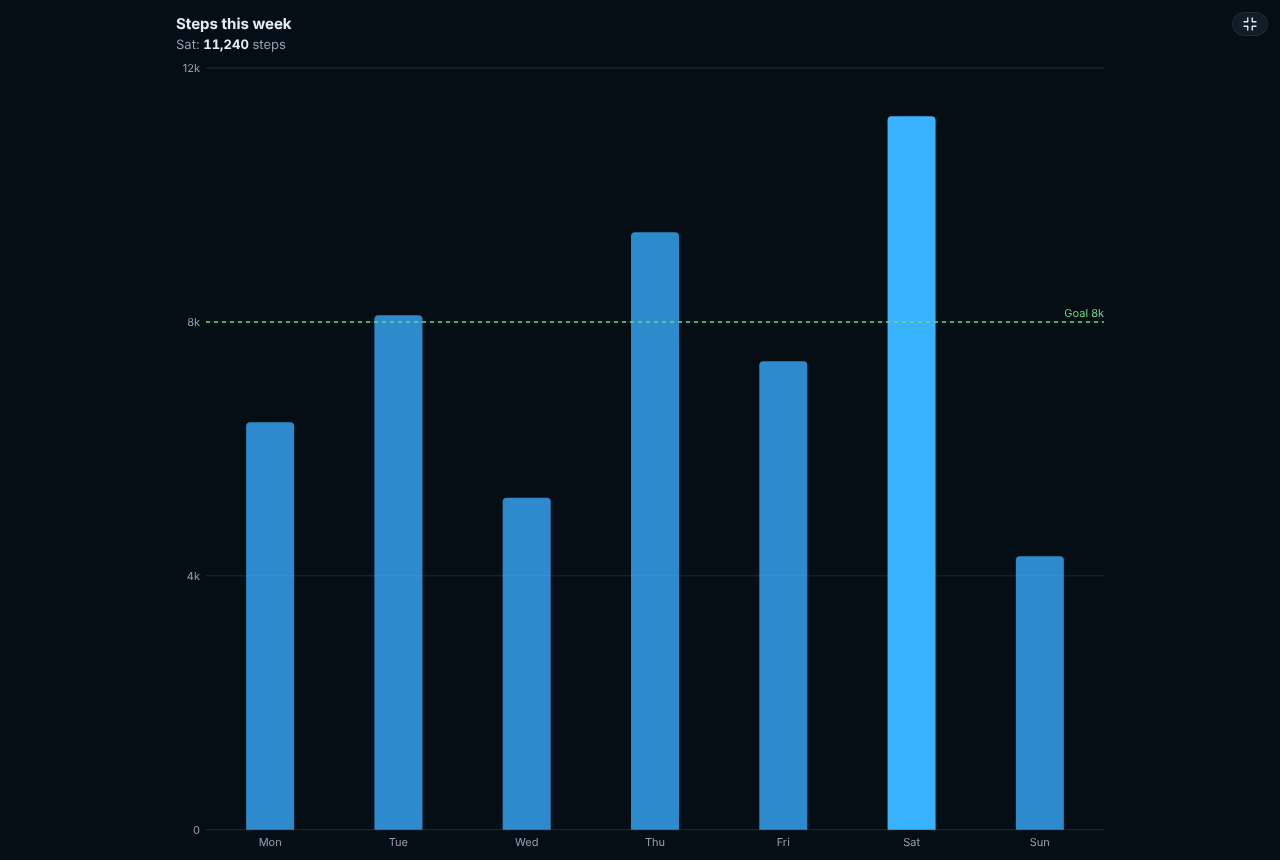 Steps this week
Sat: 11,240 steps
12k
Goal 8k
8k
4k
0
Mon Tue Wed Thu Fri Sat Sun